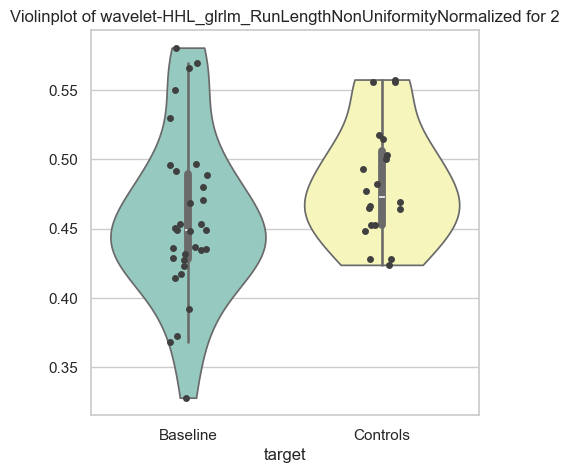 Violinplot of wavelet-HHL_glrlm_RunLengthNonUniformityNormalized for 2
0.55
0.50
0.45
0.40
0.35
Baseline
Controls
target